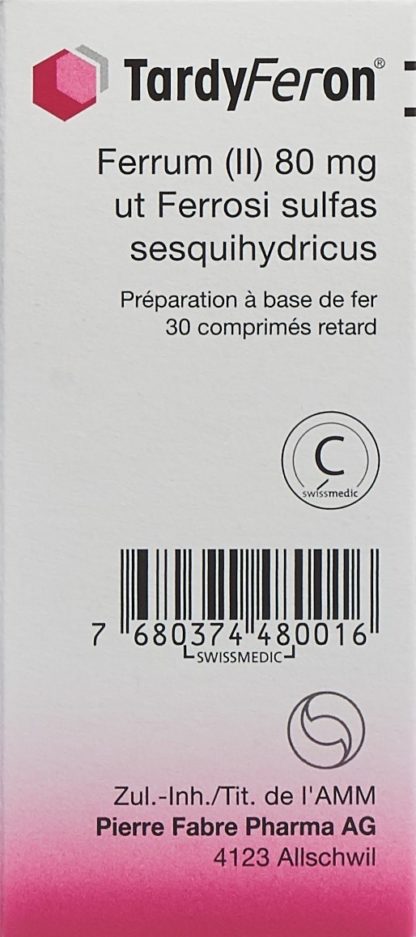 TardyFeron®
Ferrum (II) 80 mg
ut Ferrosi sulfas
sesquihydricus
Préparation à base de fer
30 comprimés retard
C
swissmedic
7 680374 480016
SWISSMEDIC
Zul.-Inh./Tit. de l'AMM
Pierre Fabre Pharma AG
4123 Allschwil